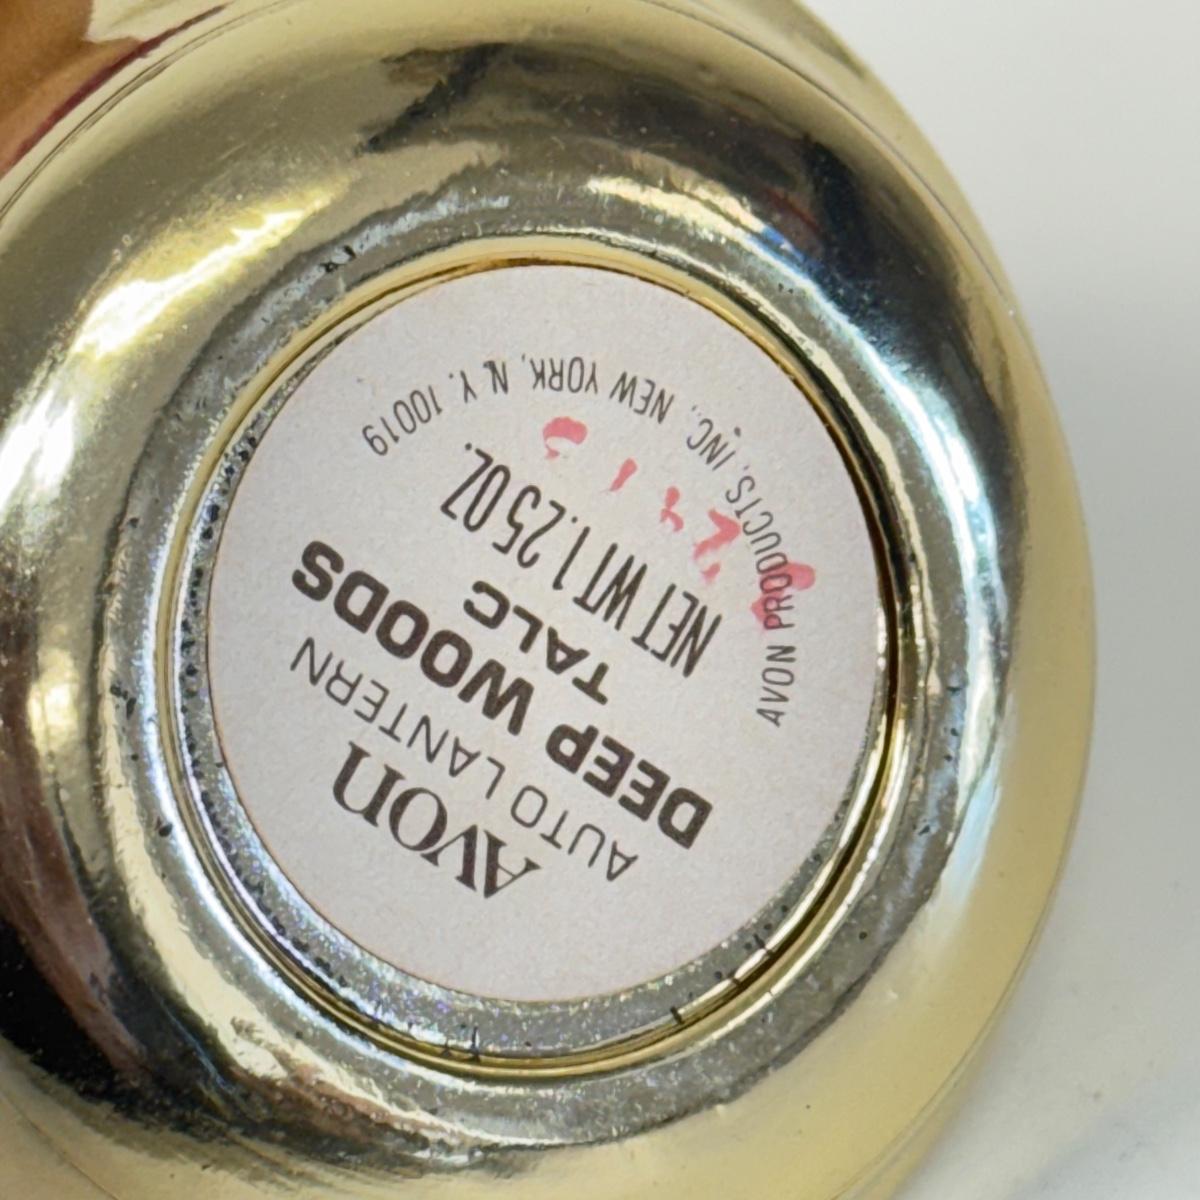 AVON
AUTO LANTERN
DEEP WOODS
TALC
NET WT 1.25 OZ.
AVON PRODUCTS, INC., NEW YORK, N.Y. 10019